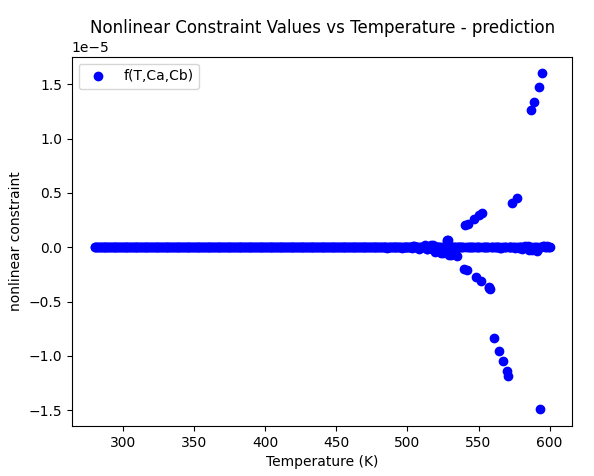 Nonlinear Constraint Values vs Temperature - prediction
1e−5
f(T,Ca,Cb)
1.5
1.0
0.5
0.0
−0.5
−1.0
−1.5
nonlinear constraint
300 350 400 450 500 550 600
Temperature (K)